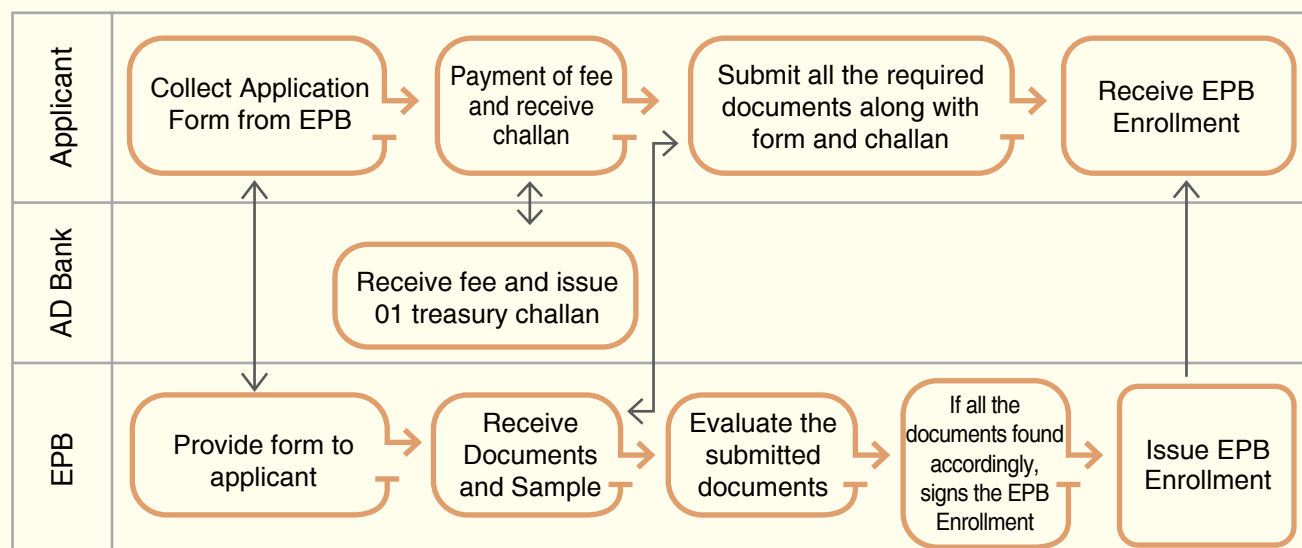 Applicant
Collect Application
Form from EPB
Payment of fee
and receive
challan
Submit all the required
documents along with
form and challan
Receive EPB
Enrollment
AD Bank
Receive fee and issue
01 treasury challan
EPB
Provide form to
applicant
Receive
Documents
and Sample
Evaluate the
submitted
documents
If all the
documents found
accordingly,
signs the EPB
Enrollment
Issue EPB
Enrollment